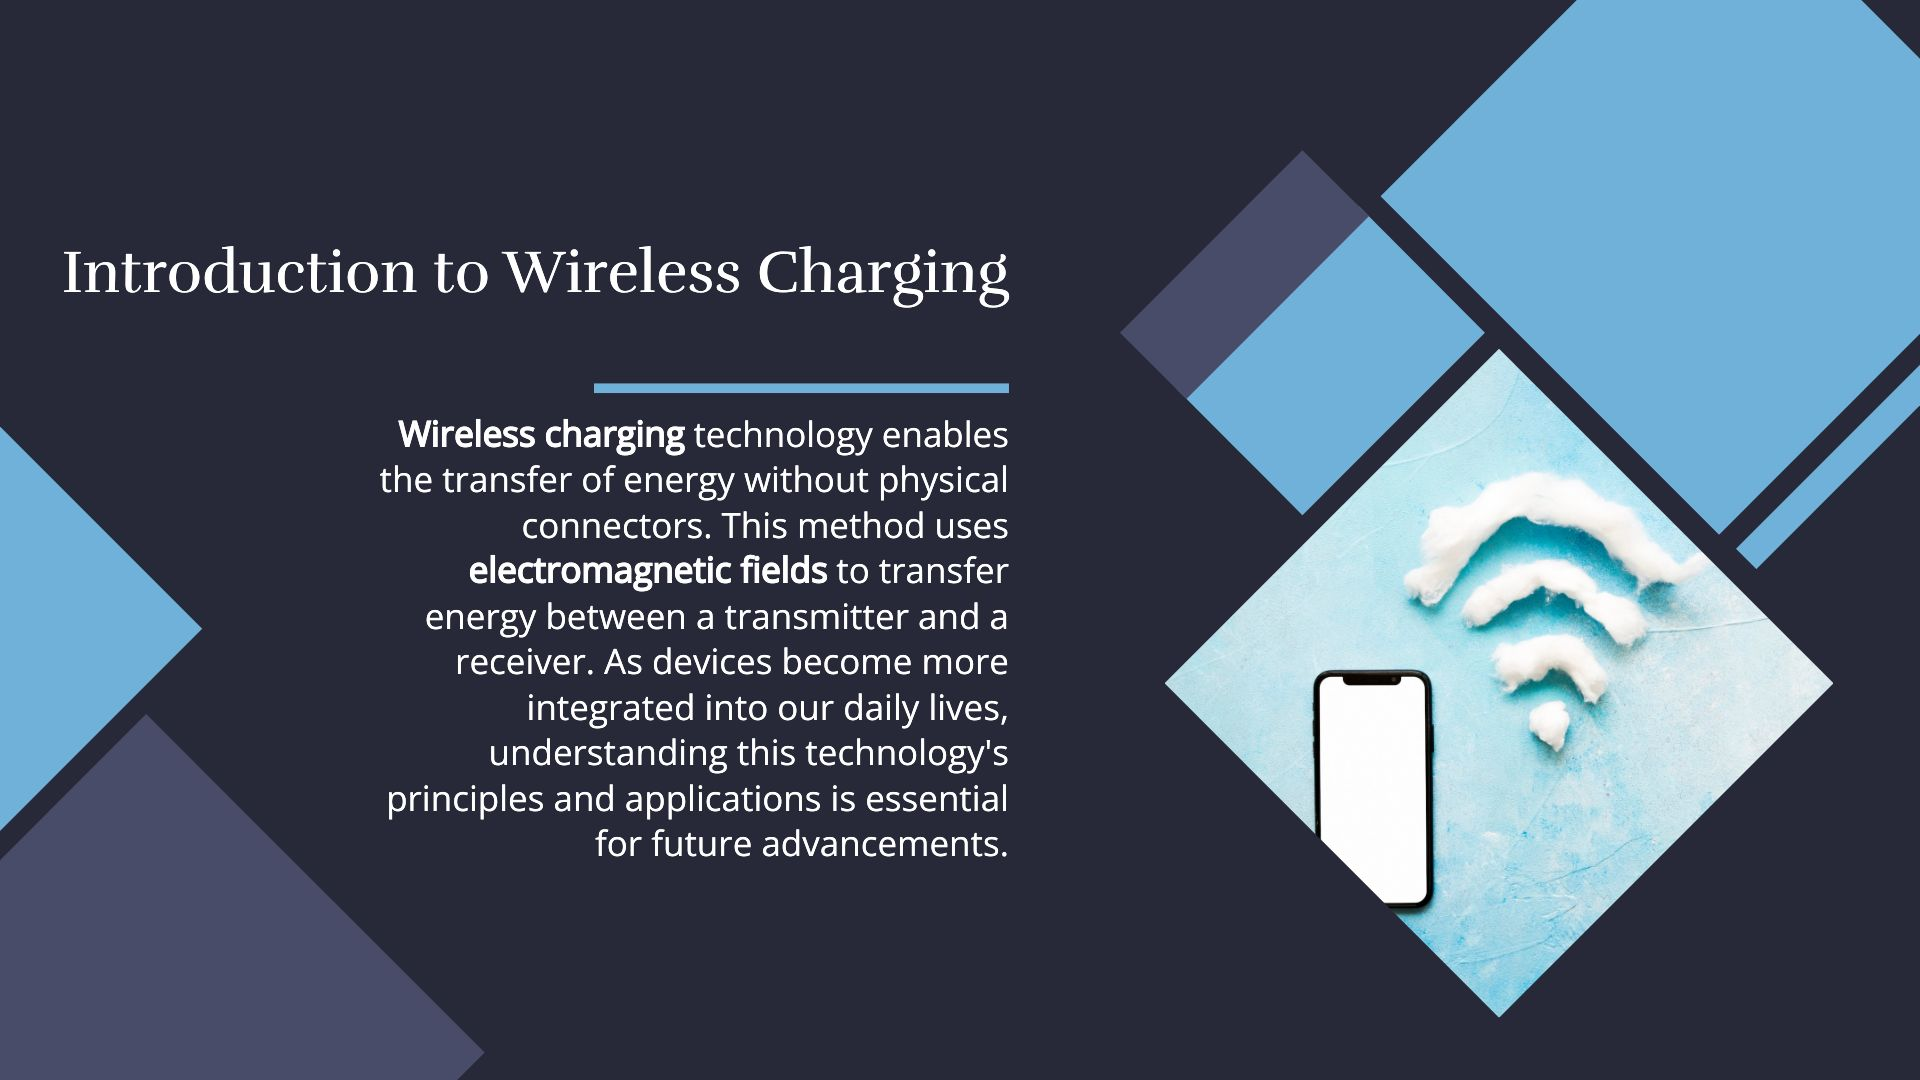 Introduction to Wireless Charging
Wireless charging technology enables
the transfer of energy without physical
connectors. This method uses
electromagnetic fields to transfer
energy between a transmitter and a
receiver. As devices become more
integrated into our daily lives,
understanding this technology's
principles and applications is essential
for future advancements.